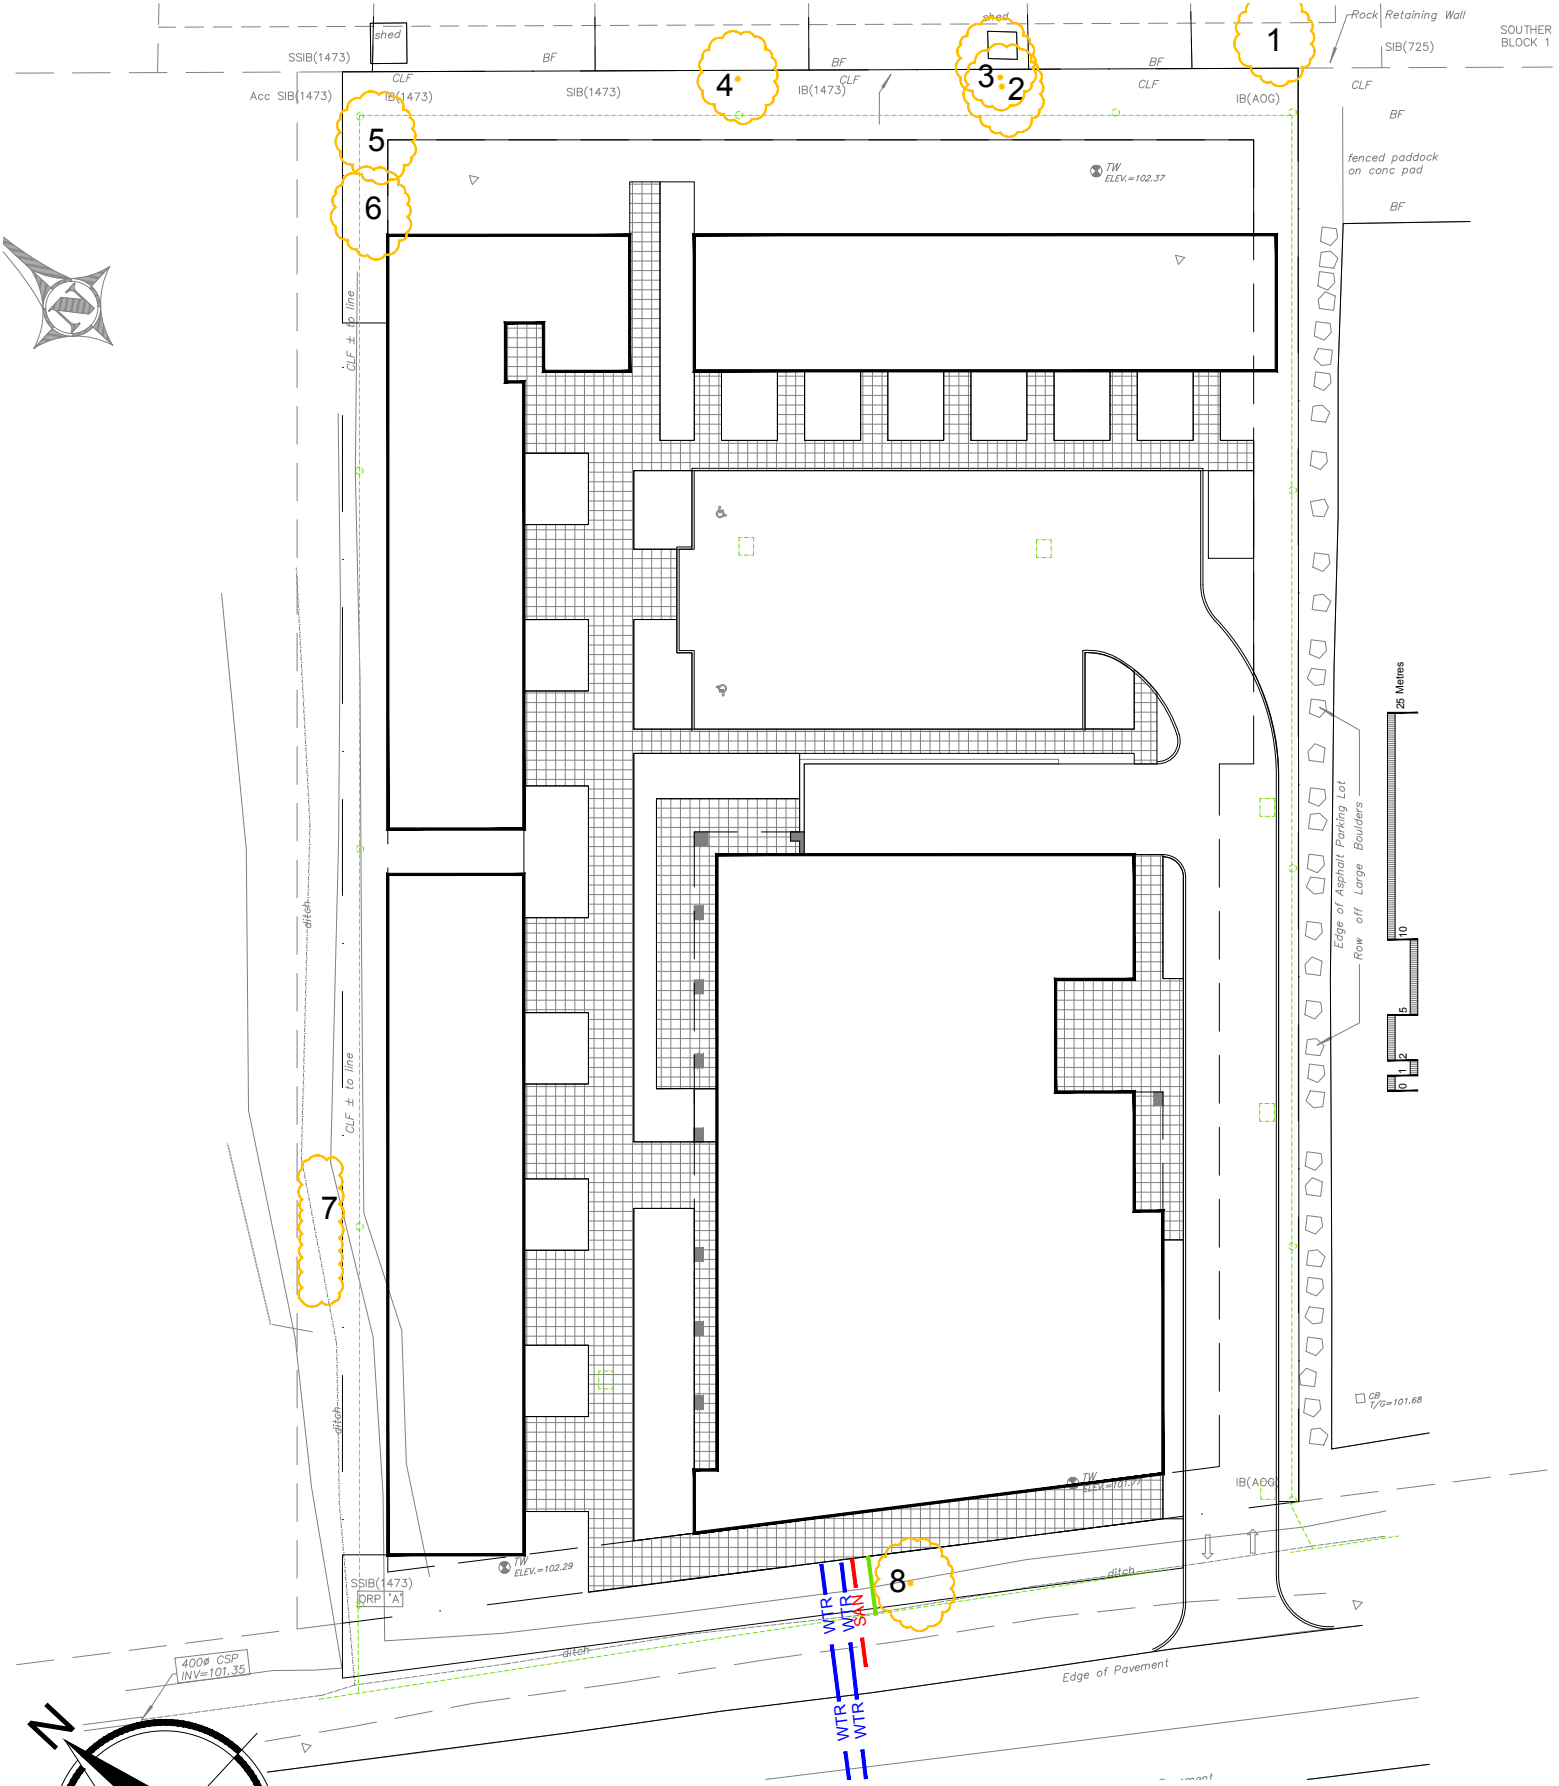 shed
shed
1
Rock Retaining Wall
SOUTHER
BLOCK 1
SSIB(1473)
BF
BF
BF
SIB(725)
CLF
4
CLF
3
2
CLF
CLF
Acc SIB(1473)
IB(1473)
SIB(1473)
IB(1473)
IB(AOG)
BF
5
fenced paddock
on conc pad
TW
ELEV.=102.37
6
BF
CLF ± to line
25 Metres
10
5
2
1
0
Edge of Asphalt Parking Lot
Row off Large Boulders
ditch
CLF ± to line
7
CB
T/G=101.68
ditch
TW
ELEV.=101.77
IB(AOG)
TW
ELEV.=102.29
SSIB(1473)
ORP 'A'
8
ditch
WTR
WTR
SAN
ditch
400ø CSP
INV=101.35
Edge of Pavement
WTR
WTR
N